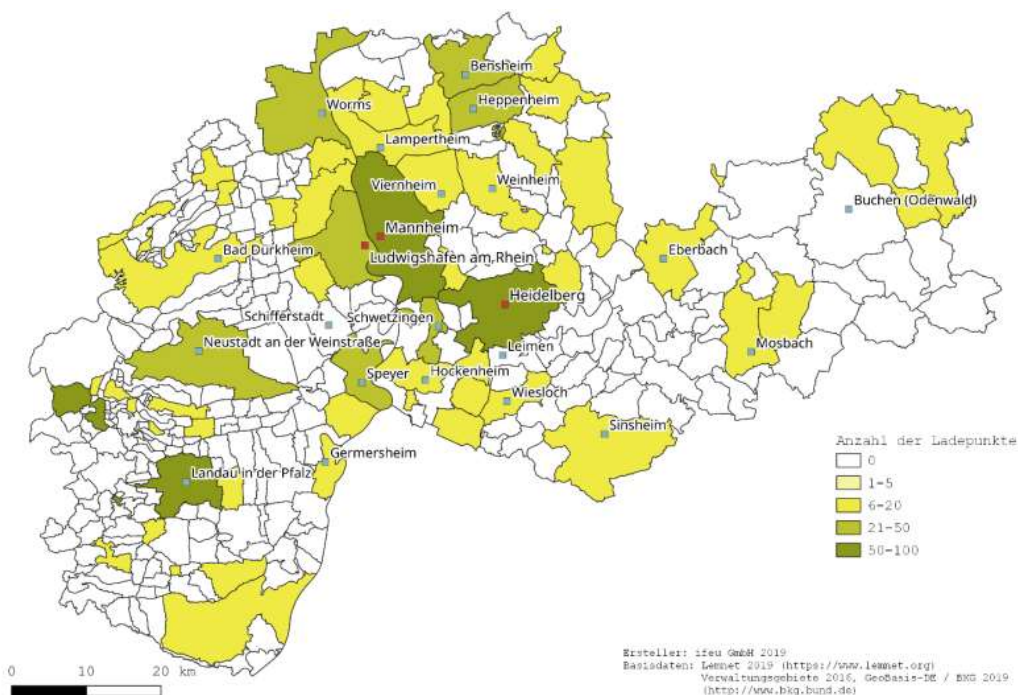 Bensheim
Heppenheim
Worms
Lampertheim
Viernheim
Weinheim
Buchen (Odenwald)
Mannheim
Bad Dürkheim
Ludwigshafen am Rhein
Eberbach
Heidelberg
Schifferstadt
Schwetzingen
Neustadt an der Weinstraße
Leimen
Mosbach
Speyer
Hockenheim
Wiesloch
Sinsheim
Germersheim
Landau in der Pfalz
Anzahl der Ladepunkte
0
1-5
6-20
21-50
50-100
0 10 20 km
Ersteller: ifeu GmbH 2019
Basisdaten: Lemnet 2019 (https://www.lemnet.org)
Verwaltungsgebiete 2016, GeoBasis-DE / BKG 2019
(http://www.bkg.bund.de)